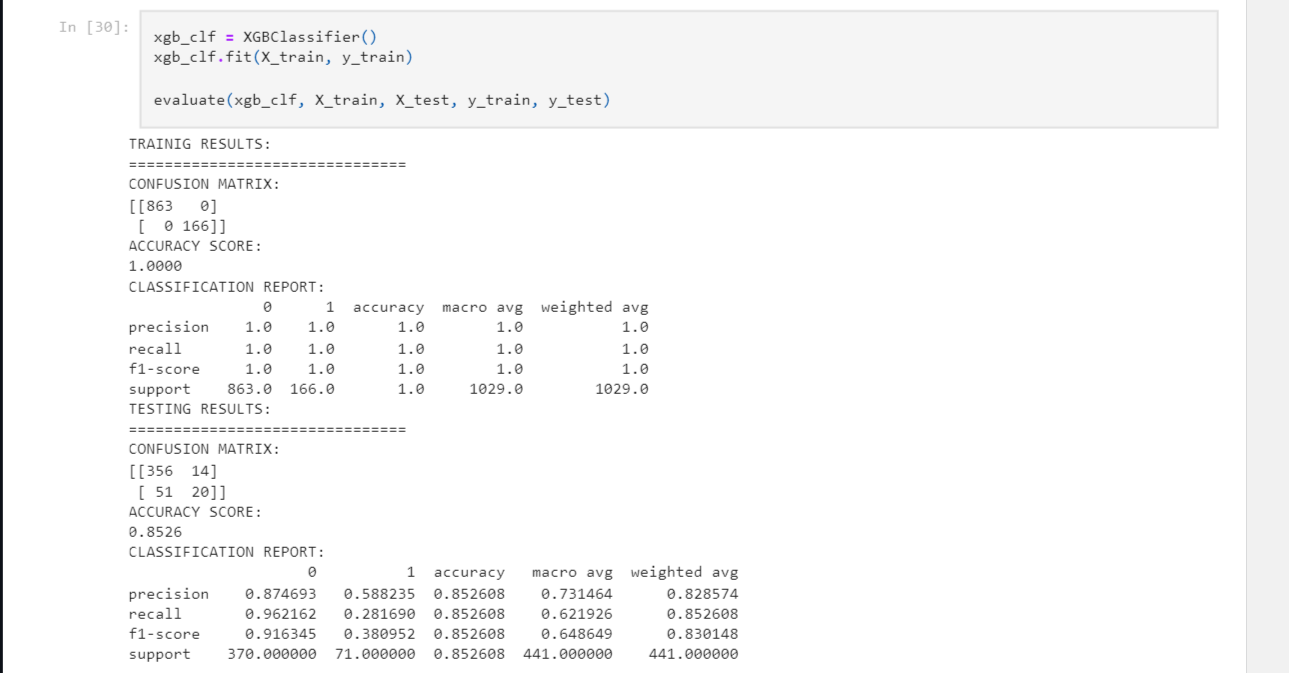 In [30]:
xgb_clf = XGBClassifier()
xgb_clf.fit(X_train, y_train)
evaluate(xgb_clf, X_train, X_test, y_train, y_test)
TRAINIG RESULTS:
===============================
CONFUSION MATRIX:
[[863   0]
 [  0 166]]
ACCURACY SCORE:
1.0000
CLASSIFICATION REPORT:
               0      1  accuracy  macro avg  weighted avg
precision    1.0    1.0       1.0        1.0           1.0
recall       1.0    1.0       1.0        1.0           1.0
f1-score     1.0    1.0       1.0        1.0           1.0
support    863.0  166.0       1.0     1029.0        1029.0
TESTING RESULTS:
===============================
CONFUSION MATRIX:
[[356  14]
 [ 51  20]]
ACCURACY SCORE:
0.8526
CLASSIFICATION REPORT:
                    0          1  accuracy   macro avg  weighted avg
precision    0.874693   0.588235  0.852608    0.731464      0.828574
recall       0.962162   0.281690  0.852608    0.621926      0.852608
f1-score     0.916345   0.380952  0.852608    0.648649      0.830148
support    370.000000  71.000000  0.852608  441.000000    441.000000